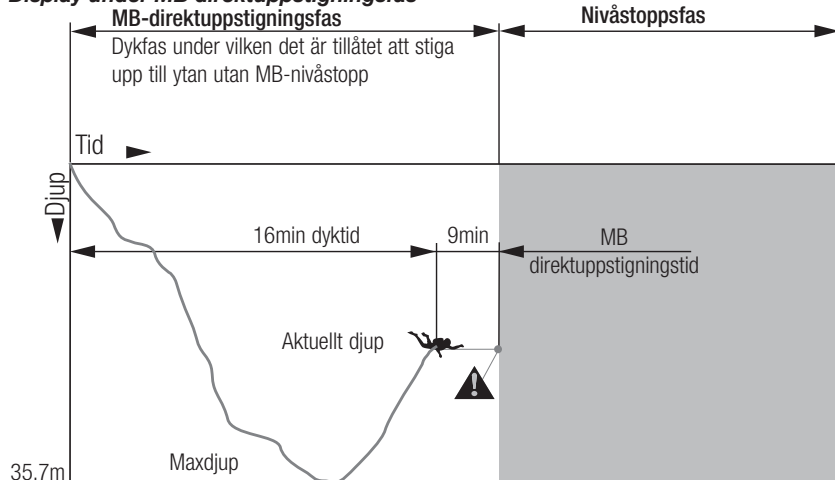 Display under MB-direktuppstigningsfas
MB-direktuppstigningsfas
Nivåstoppsfas
Dykfas under vilken det är tillåtet att stiga
upp till ytan utan MB-nivåstopp
Tid
Djup
16min dyktid
9min
MB
direktuppstigningstid
Aktuellt djup
Maxdjup
35.7m